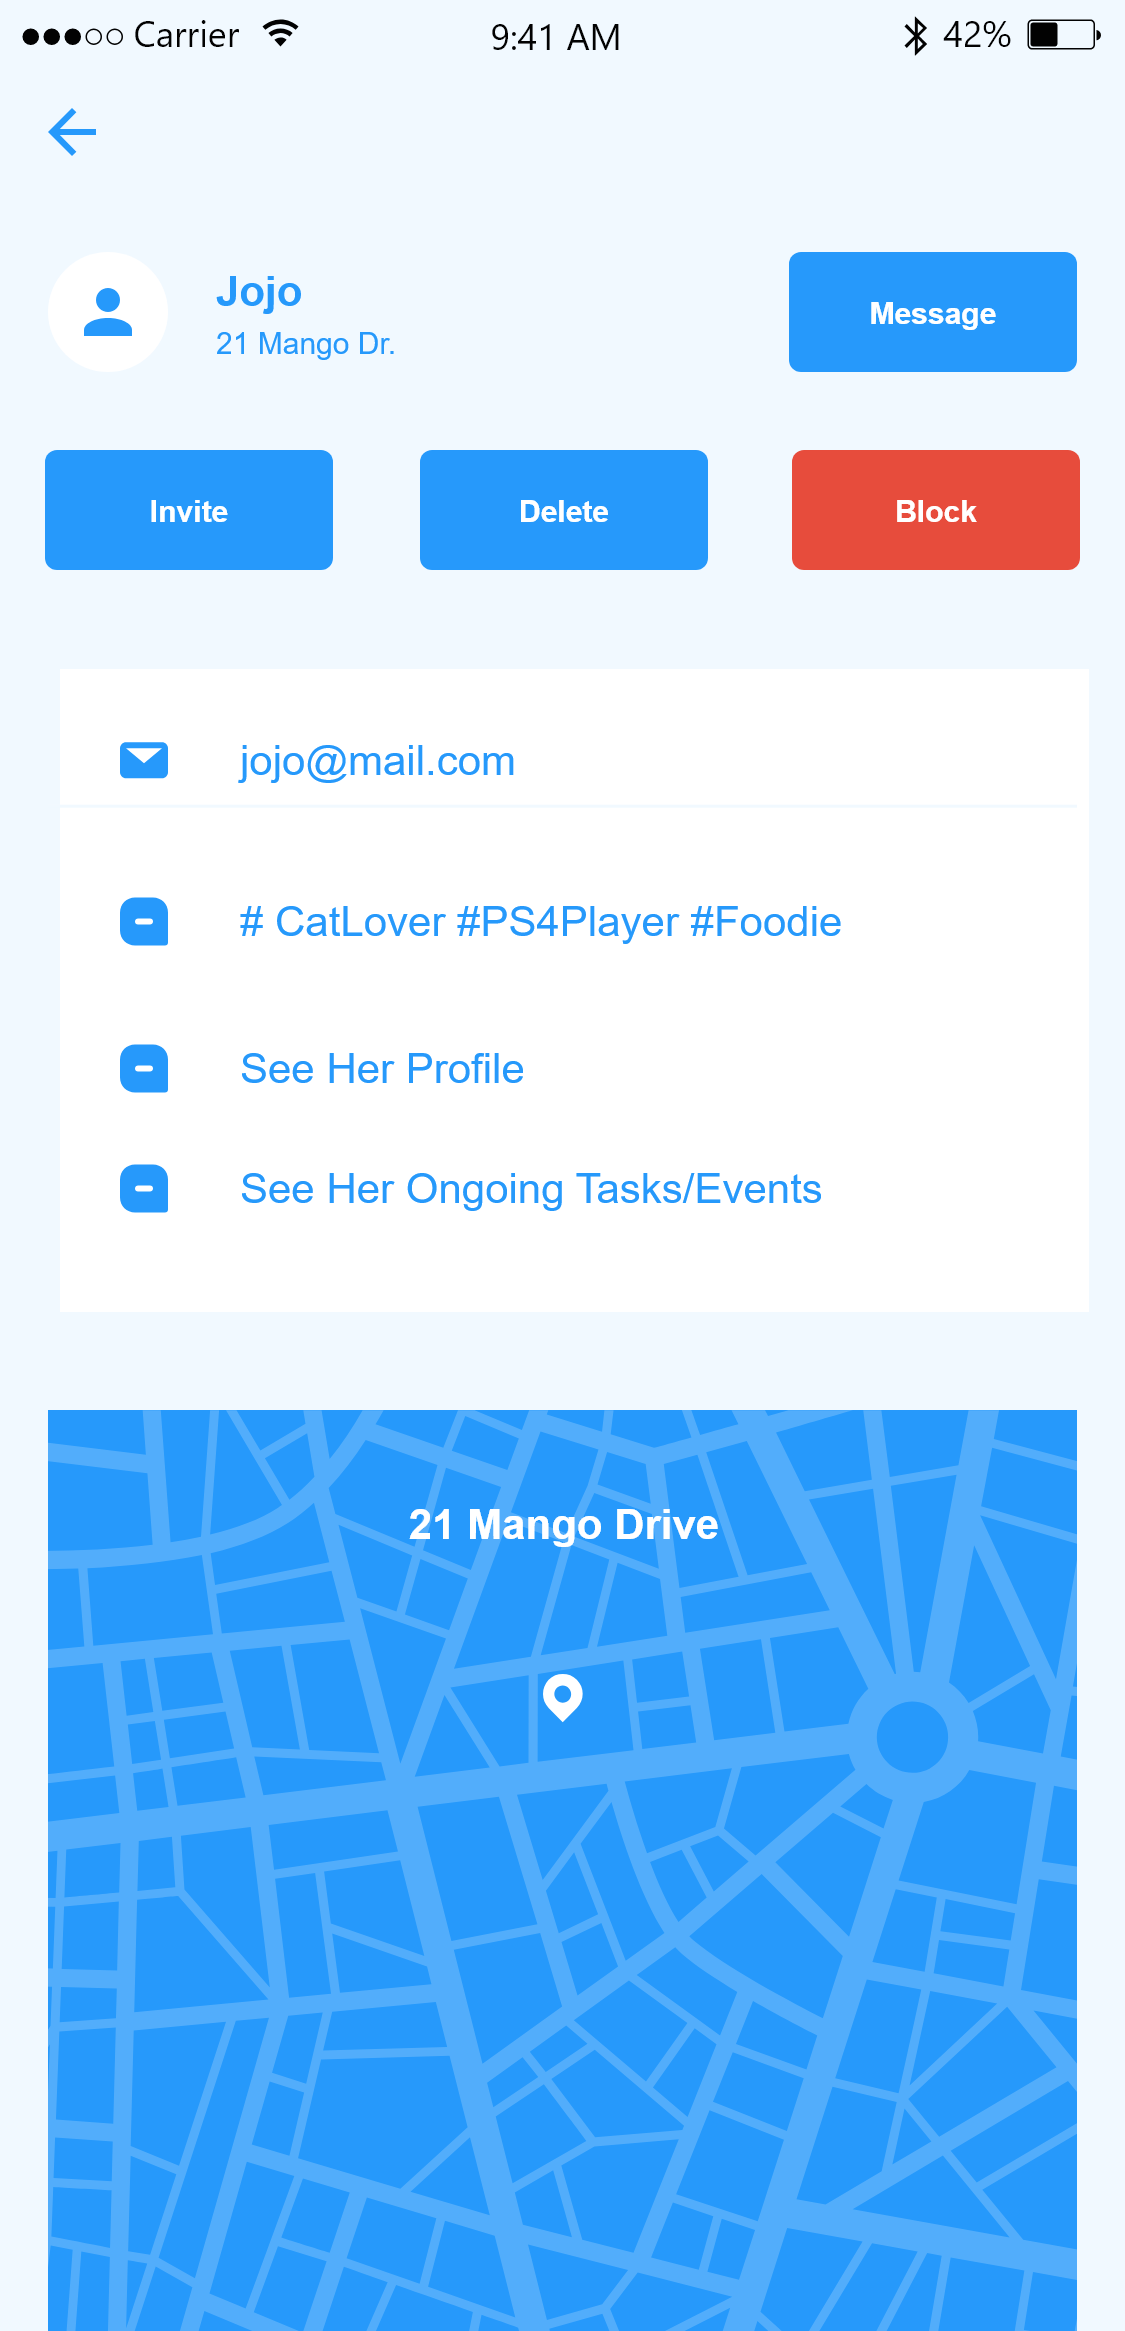 Carrier 9:41 AM 42%
Jojo
21 Mango Dr.
Message
Invite Delete Block
jojo@mail.com
# CatLover #PS4Player #Foodie
See Her Profile
See Her Ongoing Tasks/Events
21 Mango Drive